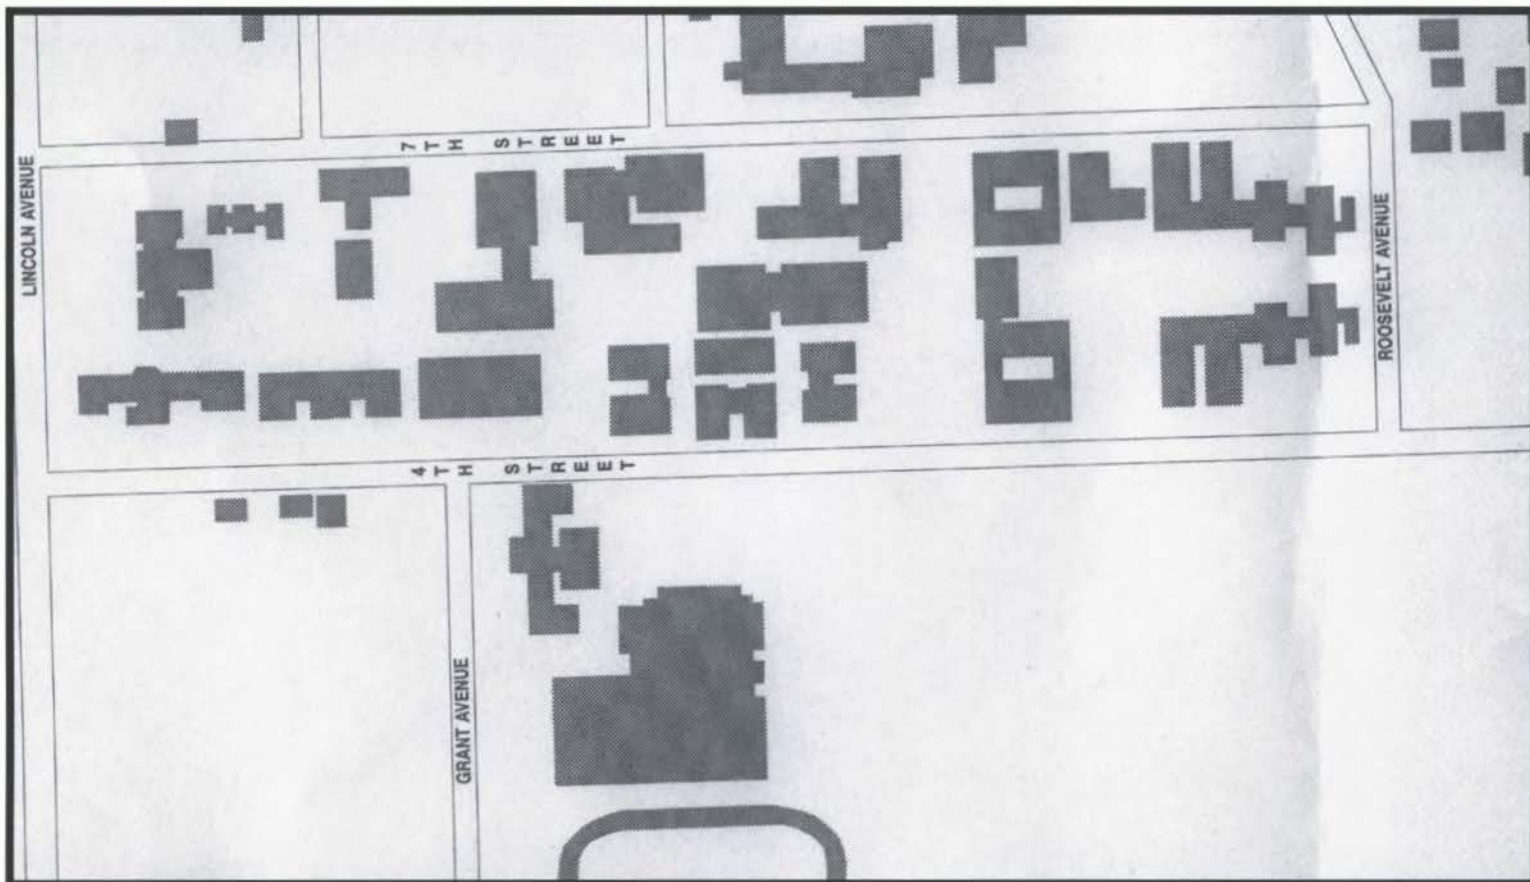 7TH STREET
LINCOLN AVENUE
ROOSEVELT AVENUE
4TH STREET
GRANT AVENUE